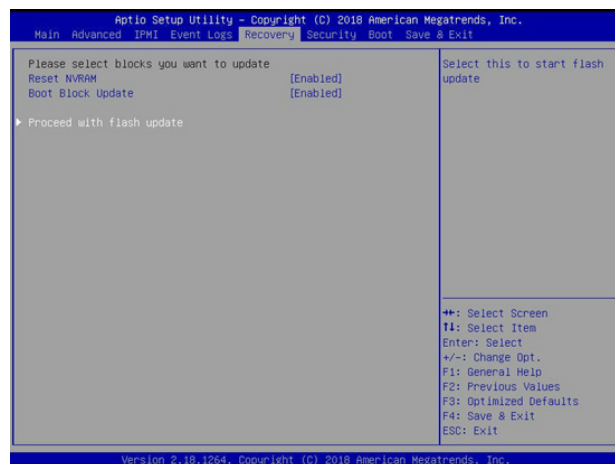 Aptio Setup Utility – Copyright (C) 2018 American Megatrends, Inc.
Main Advanced IPMI Event Logs Recovery Security Boot Save & Exit
Please select blocks you want to update
Reset NVRAM [Enabled]
Boot Block Update [Enabled]
Proceed with flash update
Select this to start flash
update
→←: Select Screen
↑↓: Select Item
Enter: Select
+/-: Change Opt.
F1: General Help
F2: Previous Values
F3: Optimized Defaults
F4: Save & Exit
ESC: Exit
Version 2.18.1264. Copyright (C) 2018 American Megatrends, Inc.